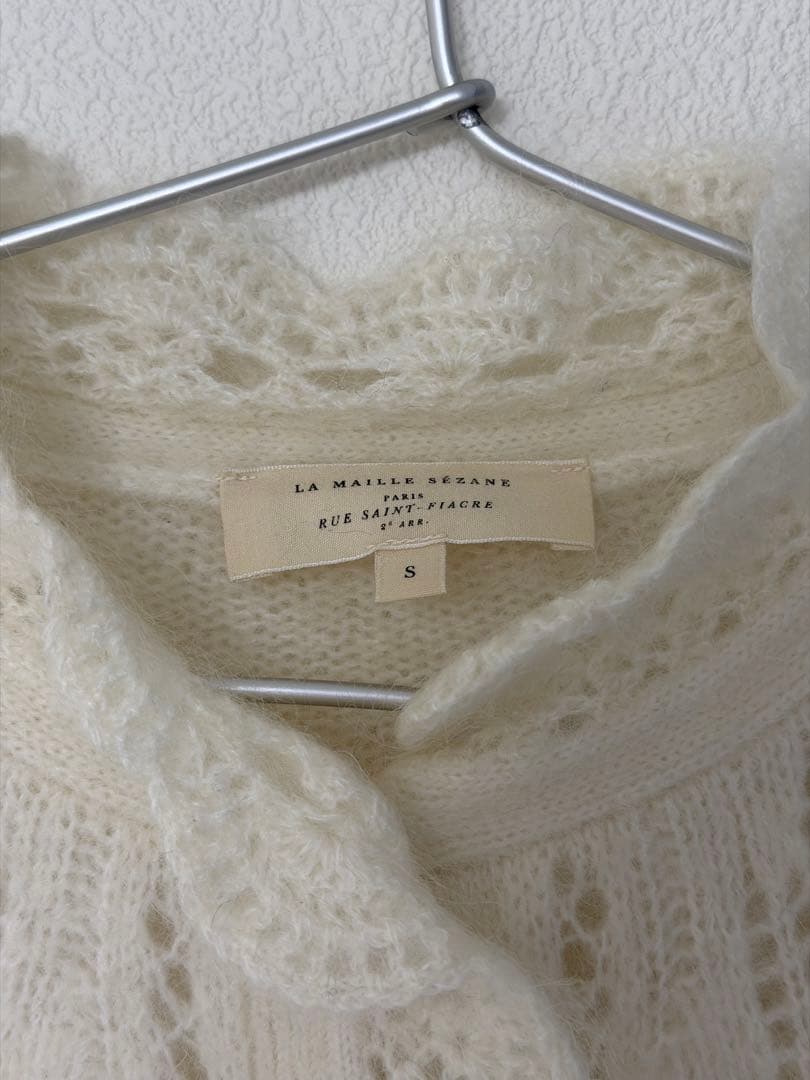 LA MAILLE SÉZANE
PARIS
RUE SAINT-FIACRE
2E ARR.
S